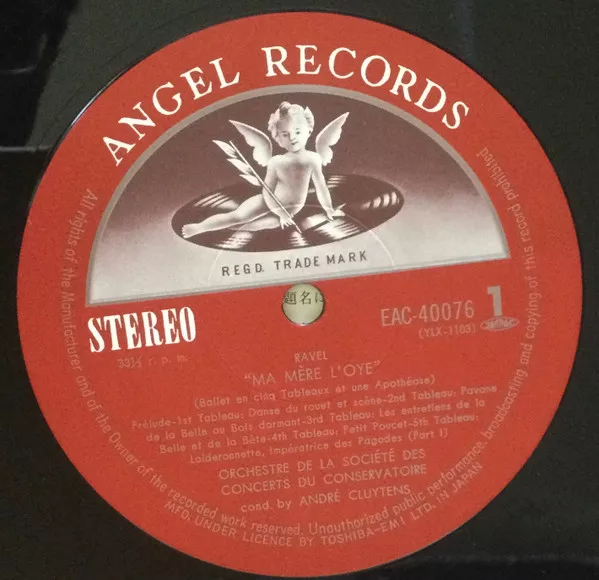 ANGEL RECORDS
REGD. TRADE MARK
題名に
STEREO
33⅓ r. p. m.
EAC-40076 1
(YLX-1103)
RAVEL
"MA MÈRE L'OYE"
(Ballet en cinq Tableaux et une Apothéose)
Prélude-1st Tableau: Danse du rouet et scène-2nd Tableau: Pavane
de la Belle au Bois dormant-3rd Tableau: Les entretiens de la
Belle et de la Bête-4th Tableau: Petit Poucet-5th Tableau:
Laideronnette, Impératrice des Pagodes (Part 1)
ORCHESTRE DE LA SOCIÉTÉ DES
CONCERTS DU CONSERVATOIRE
cond. by ANDRÉ CLUYTENS
All rights of the Manufacturer and of the Owner of the recorded work reserved. Unauthorized public performance, broadcasting and copying of this record prohibited
MFD. UNDER LICENCE BY TOSHIBA-EMI LTD. IN JAPAN